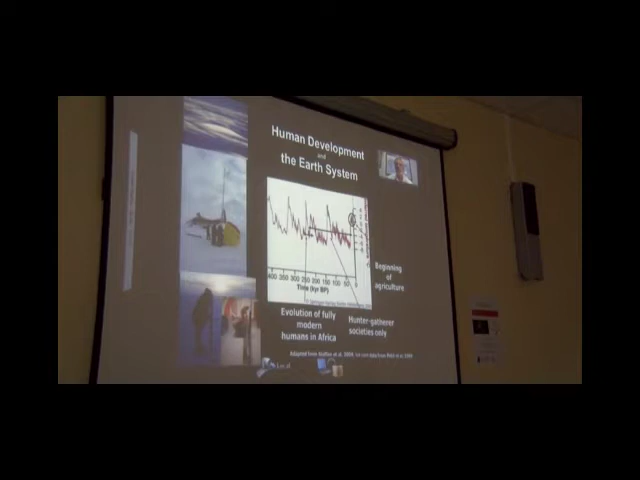 Human Development
and
the Earth System
400 350 300 250 200 150 100 50
Time (kyr BP)
Beginning
of
agriculture
Evolution of fully
modern
humans in Africa
Hunter-gatherer
societies only